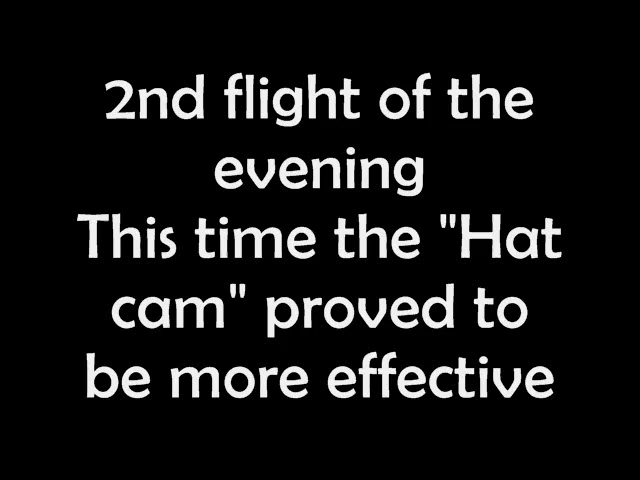 2nd flight of the
evening
This time the "Hat
cam" proved to
be more effective